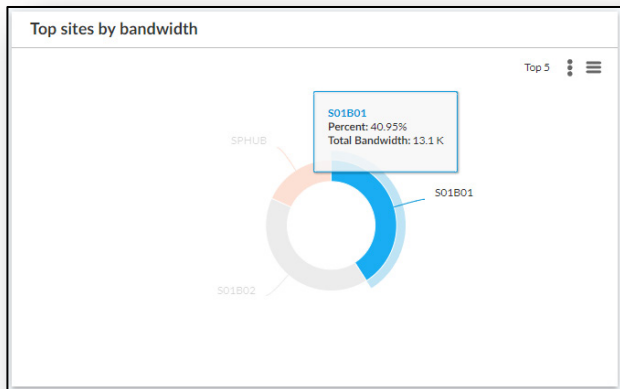 Top sites by bandwidth
Top 5
S01B01
Percent: 40.95%
Total Bandwidth: 13.1 K
SPHUB
S01B01
S01B02